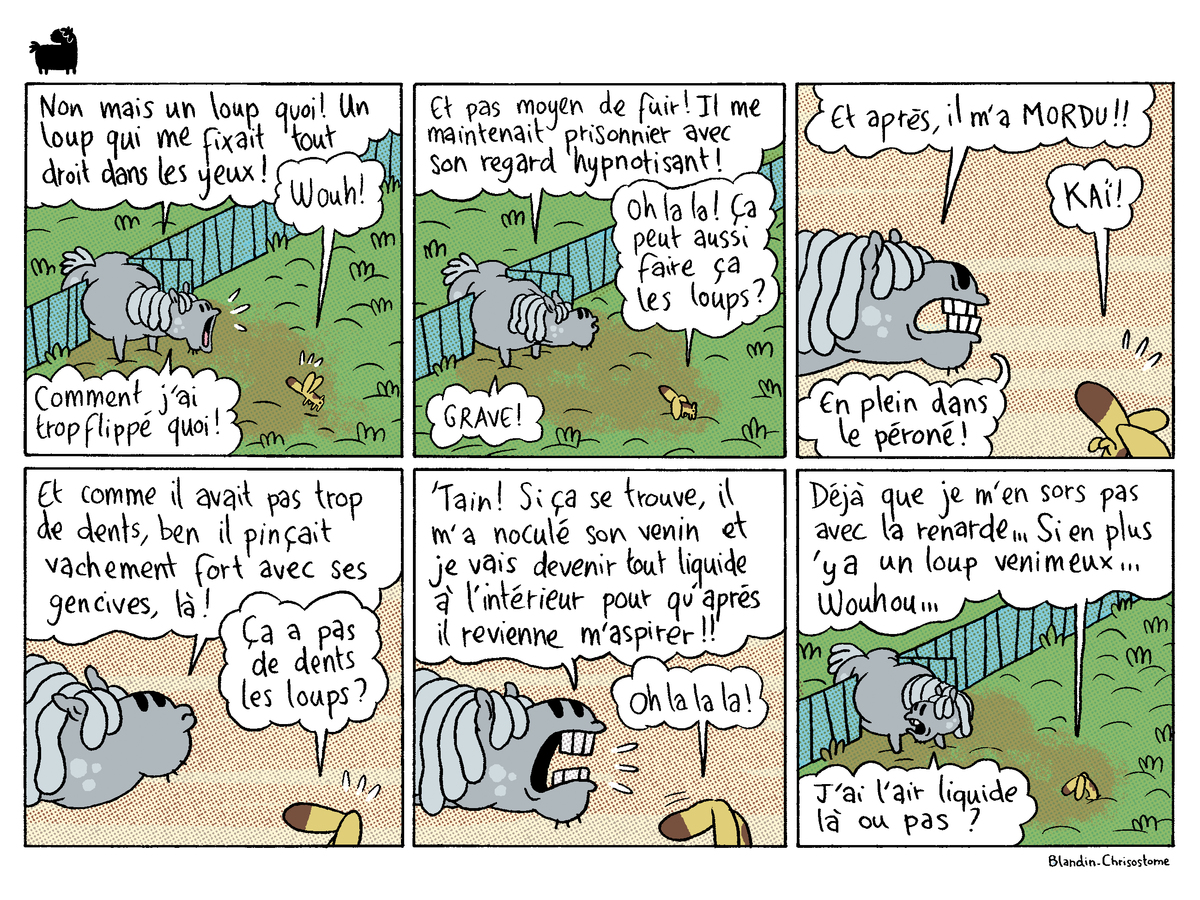 Non mais un loup quoi! Un
loup qui me fixait tout
droit dans les yeux!
Wouh!
Comment j'ai
trop flippé quoi!
Et pas moyen de fuir! Il me
maintenait prisonnier avec
son regard hypnotisant!
Oh la la! Ça
peut aussi
faire ça
les loups?
GRAVE!
Et après, il m'a MORDU!!
KAÏ!
En plein dans
le péroné!
Et comme il avait pas trop
de dents, ben il pinçait
vachement fort avec ses
gencives, là!
Ça a pas
de dents
les loups?
'Tain! Si ça se trouve, il
m'a noculé son venin et
je vais devenir tout liquide
à l'intérieur pour qu'après
il revienne m'aspirer!!
Oh la la la!
Déjà que je m'en sors pas
avec la renarde... Si en plus
'y a un loup venimeux...
Wouhou...
J'ai l'air liquide
là ou pas?
Blandin-Chrisostome